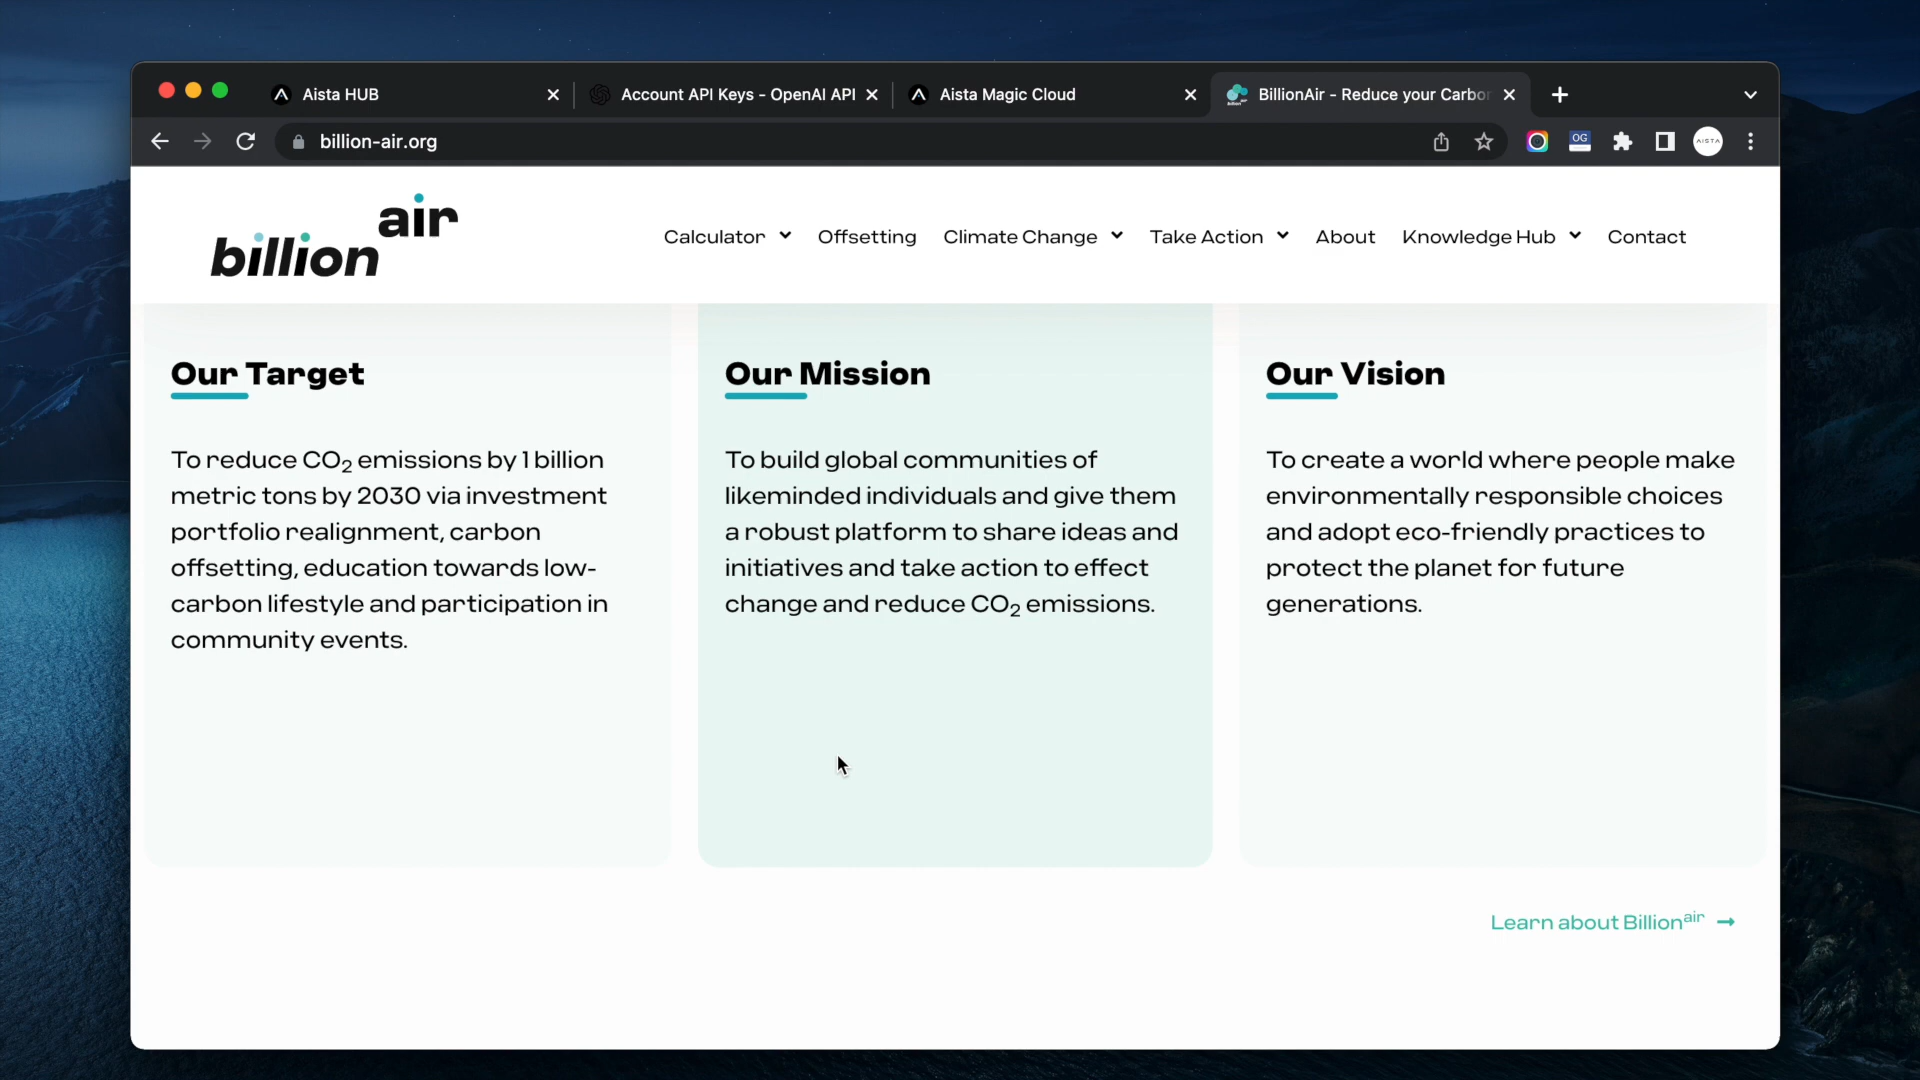 Aista HUB
Account API Keys - OpenAI API
Aista Magic Cloud
BillionAir - Reduce your Carbon
billion-air.org
OG
AISTA
billion air
Calculator
Offsetting
Climate Change
Take Action
About
Knowledge Hub
Contact
Our Target
To reduce CO₂ emissions by 1 billion
metric tons by 2030 via investment
portfolio realignment, carbon
offsetting, education towards low-
carbon lifestyle and participation in
community events.
Our Mission
To build global communities of
likeminded individuals and give them
a robust platform to share ideas and
initiatives and take action to effect
change and reduce CO₂ emissions.
Our Vision
To create a world where people make
environmentally responsible choices
and adopt eco-friendly practices to
protect the planet for future
generations.
Learn about Billionair